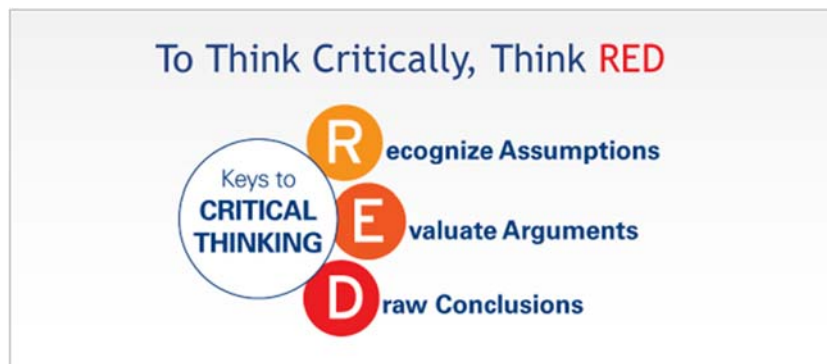 To Think Critically, Think RED
Recognize Assumptions
Keys to
CRITICAL
THINKING
Evaluate Arguments
Draw Conclusions